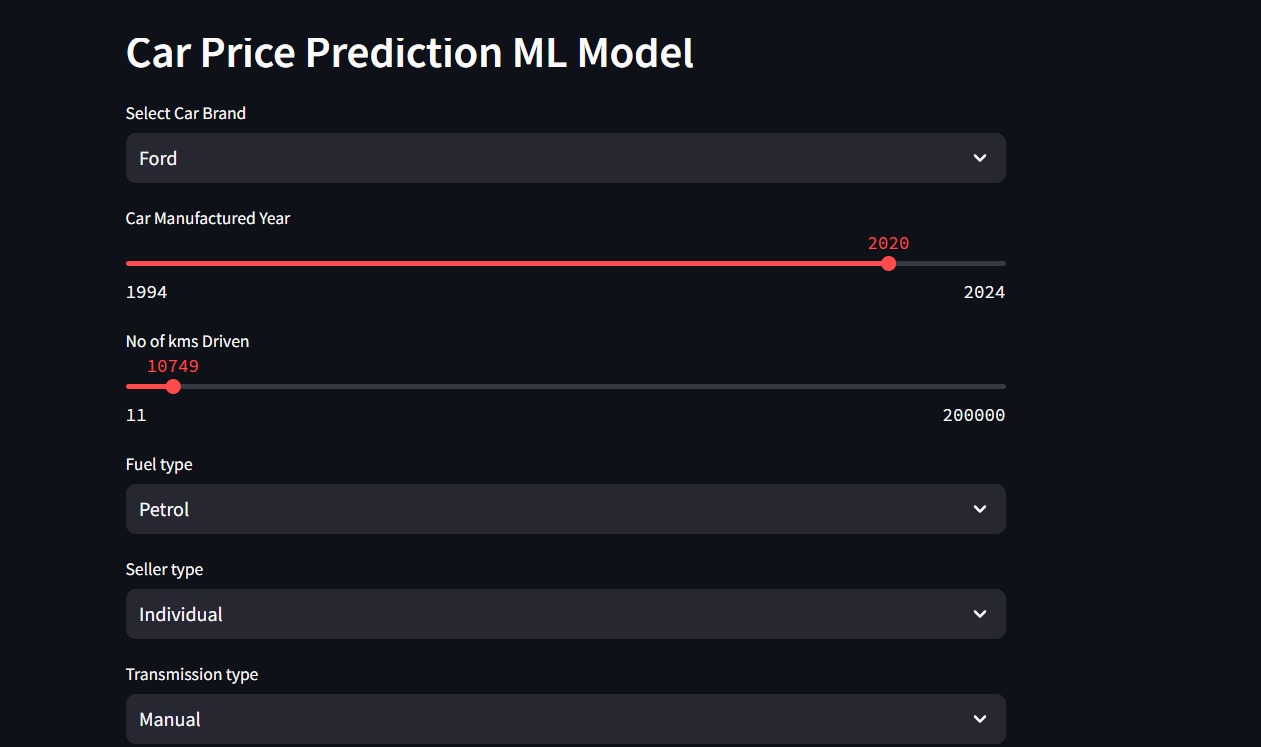 Car Price Prediction ML Model
Select Car Brand
Ford
Car Manufactured Year
2020
1994 2024
No of kms Driven
10749
11 200000
Fuel type
Petrol
Seller type
Individual
Transmission type
Manual